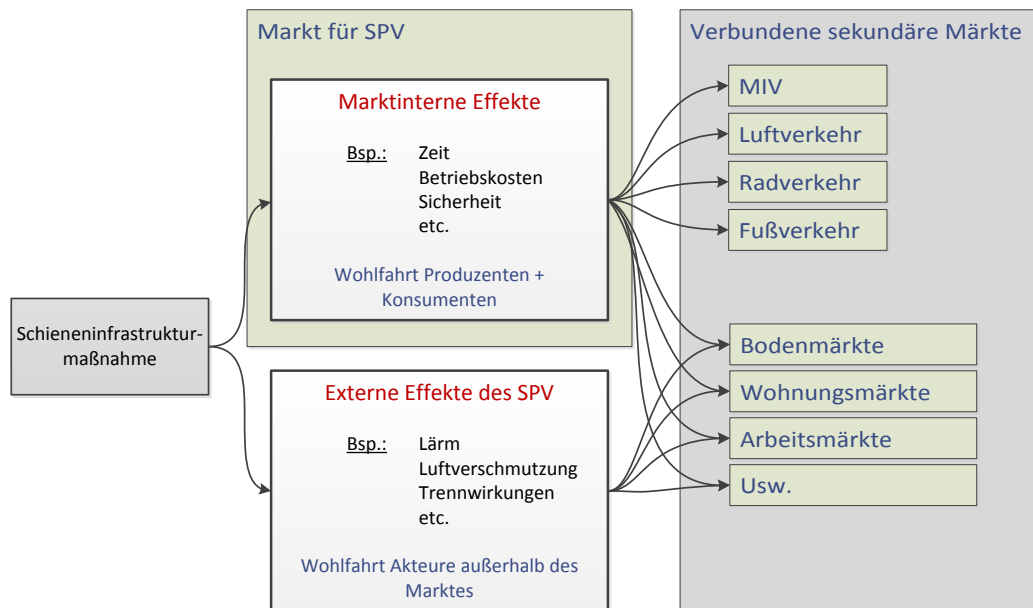 Markt für SPV
Marktinterne Effekte
Bsp.: Zeit
Betriebskosten
Sicherheit
etc.
Wohlfahrt Produzenten +
Konsumenten
Schieneninfrastruktur-
maßnahme
Externe Effekte des SPV
Bsp.: Lärm
Luftverschmutzung
Trennwirkungen
etc.
Wohlfahrt Akteure außerhalb des
Marktes
Verbundene sekundäre Märkte
MIV
Luftverkehr
Radverkehr
Fußverkehr
Bodenmärkte
Wohnungsmärkte
Arbeitsmärkte
Usw.